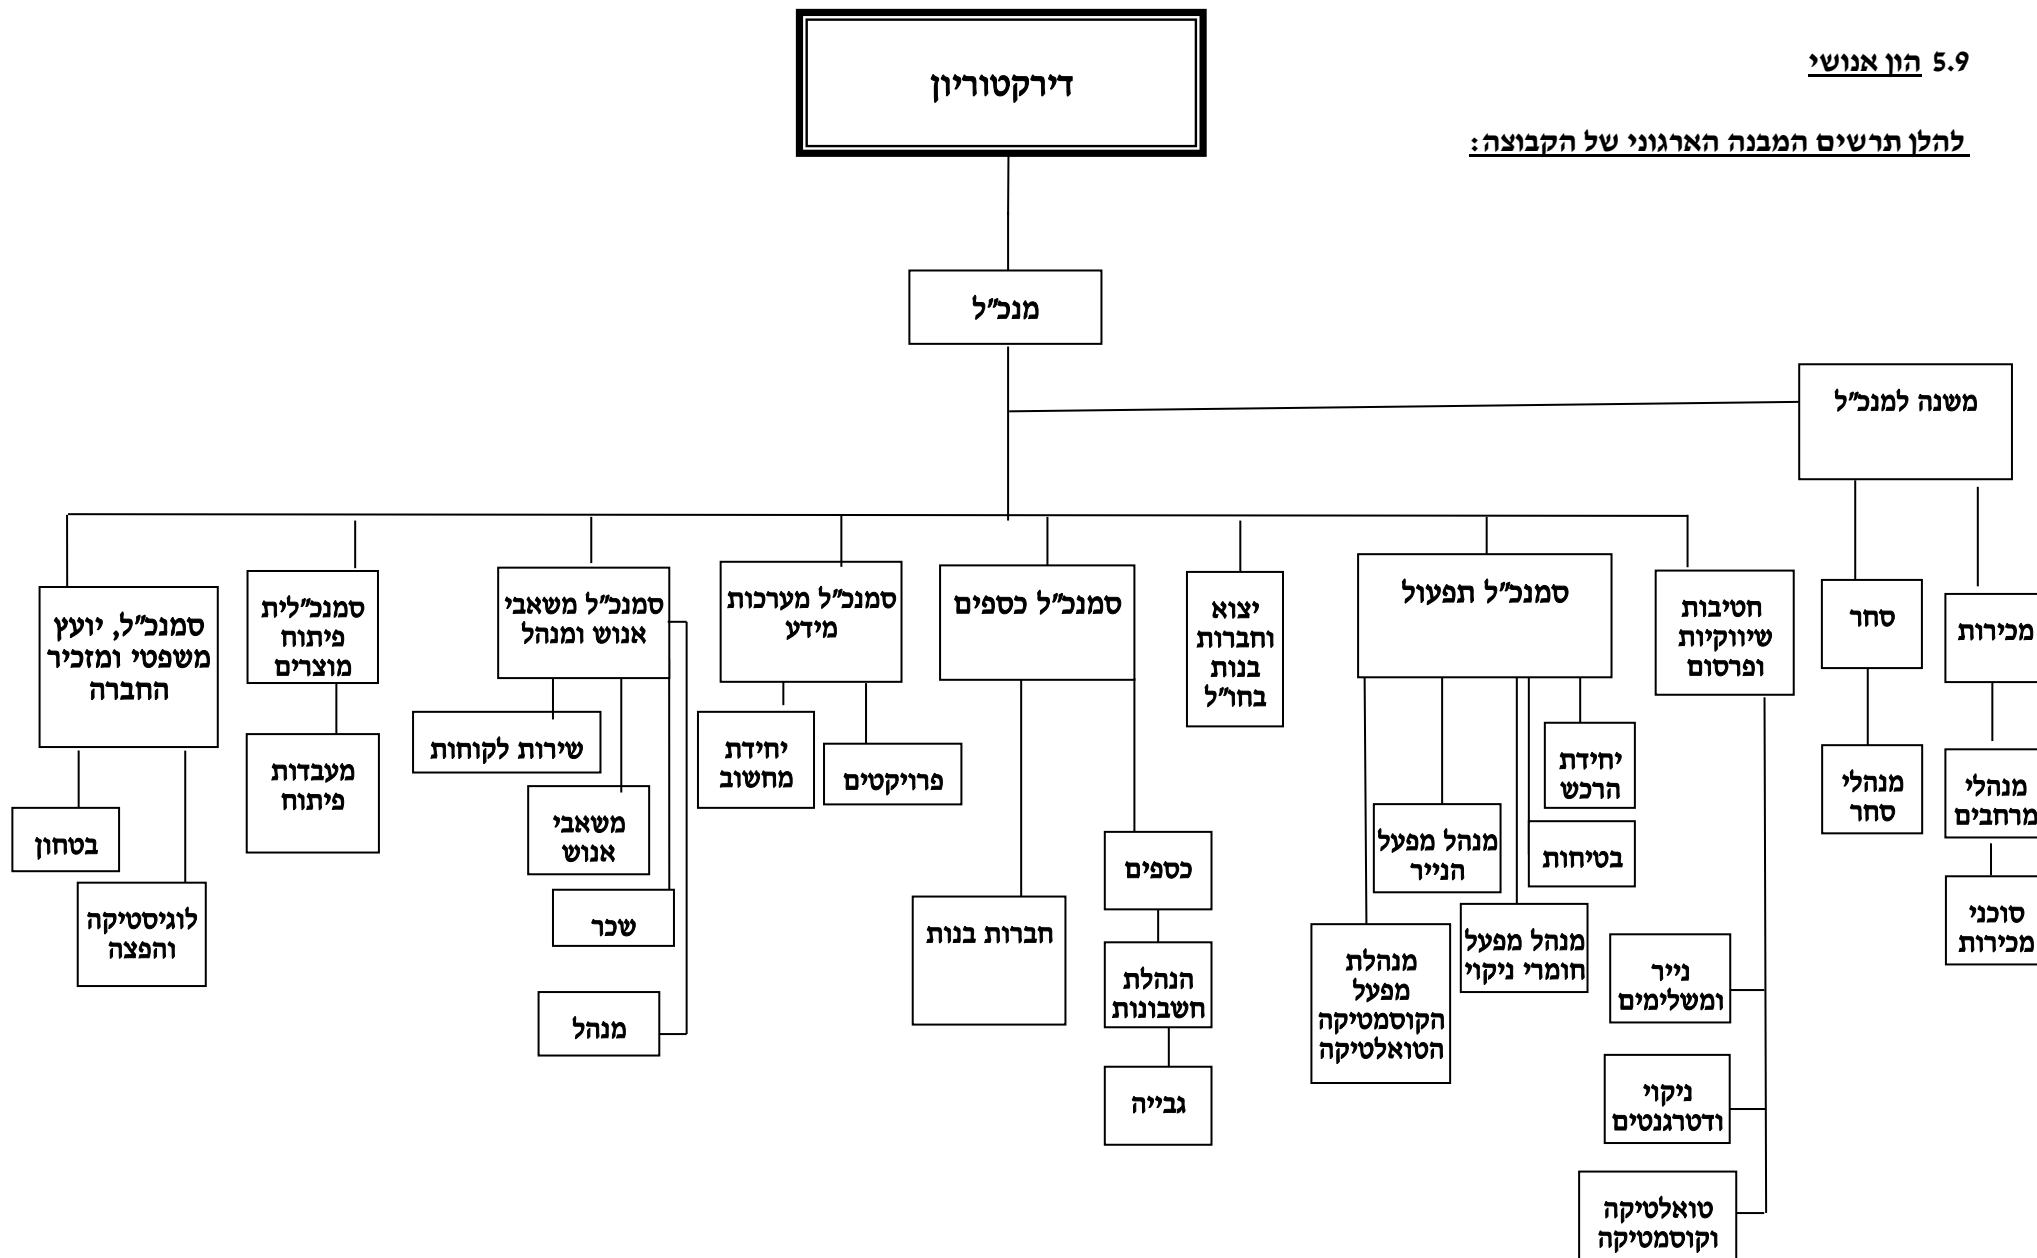 5.9 הון אנושי
להלן תרשים המבנה הארגוני של הקבוצה:
דירקטוריון
מנכ"ל
משנה למנכ"ל
מכירות
מנהלי
מרחבים
סוכני
מכירות
סחר
מנהלי
סחר
חטיבות
שיווקיות
ופרסום
נייר
ומשלימים
ניקוי
ודטרגנטים
טואלטיקה
וקוסמטיקה
סמנכ"ל תפעול
יחידת
הרכש
בטיחות
מנהל מפעל
חומרי ניקוי
מנהל מפעל
הנייר
מנהלת
מפעל
הקוסמטיקה
הטואלטיקה
יצוא
וחברות
בנות
בחו"ל
סמנכ"ל כספים
כספים
הנהלת
חשבונות
גבייה
חברות בנות
סמנכ"ל מערכות
מידע
פרויקטים
יחידת
מחשוב
סמנכ"ל משאבי
אנוש ומנהל
שירות לקוחות
משאבי
אנוש
שכר
מנהל
סמנכ"לית
פיתוח
מוצרים
מעבדות
פיתוח
סמנכ"ל, יועץ
משפטי ומזכיר
החברה
בטחון
לוגיסטיקה
והפצה